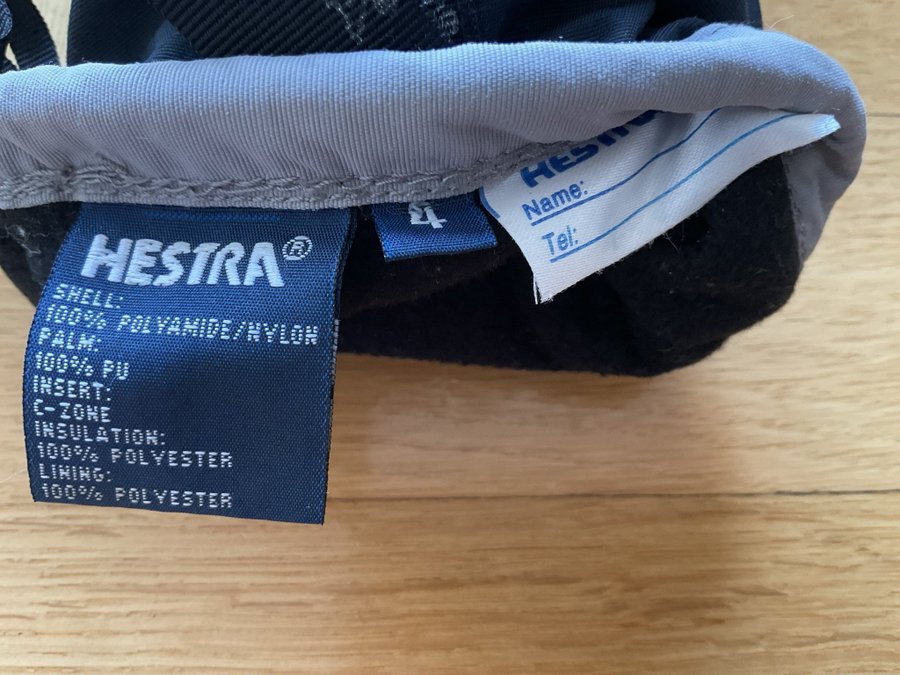 HESTRA®
SHELL:
100% POLYAMIDE/NYLON
PALM:
100% PU
INSERT:
C-ZONE
INSULATION:
100% POLYESTER
LINING:
100% POLYESTER
4
HESTRA
Name:
Tel: